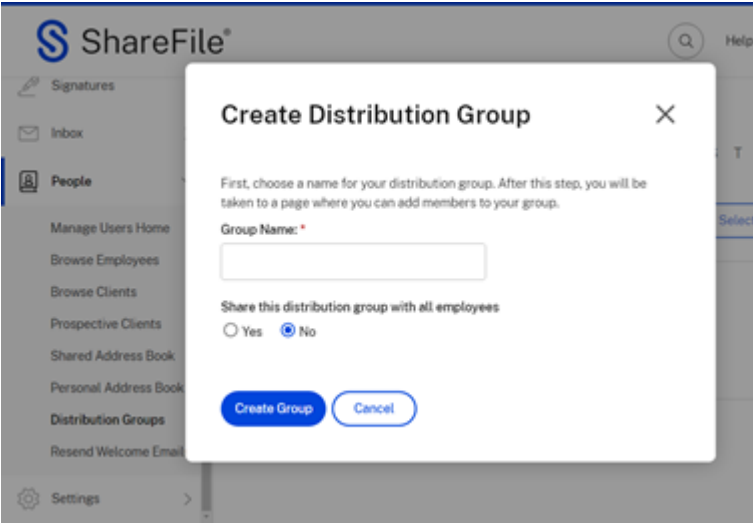 ShareFile®
Help
Signatures
Inbox
People
Manage Users Home
Browse Employees
Browse Clients
Prospective Clients
Shared Address Book
Personal Address Book
Distribution Groups
Resend Welcome Email
Settings
Create Distribution Group
First, choose a name for your distribution group. After this step, you will be
taken to a page where you can add members to your group.
Group Name: *
Share this distribution group with all employees
Yes No
Create Group Cancel
T
Selec